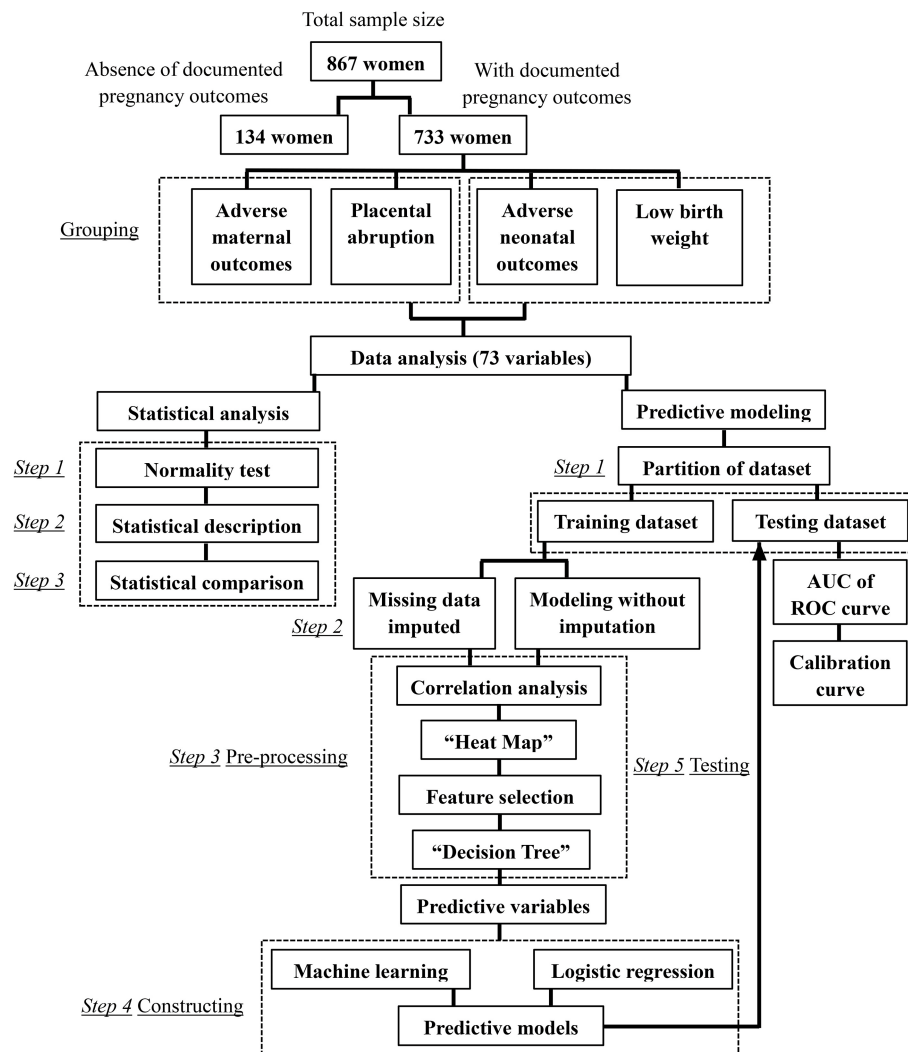 Total sample size
867 women
Absence of documented
pregnancy outcomes
With documented
pregnancy outcomes
134 women
733 women
Grouping
Adverse
maternal
outcomes
Placental
abruption
Adverse
neonatal
outcomes
Low birth
weight
Data analysis (73 variables)
Statistical analysis
Predictive modeling
Step 1
Normality test
Step 1
Partition of dataset
Step 2
Statistical description
Training dataset
Testing dataset
Step 3
Statistical comparison
AUC of
ROC curve
Step 2
Missing data
imputed
Modeling without
imputation
Calibration
curve
Correlation analysis
Step 3 Pre-processing
“Heat Map”
Step 5 Testing
Feature selection
“Decision Tree”
Predictive variables
Machine learning
Logistic regression
Step 4 Constructing
Predictive models